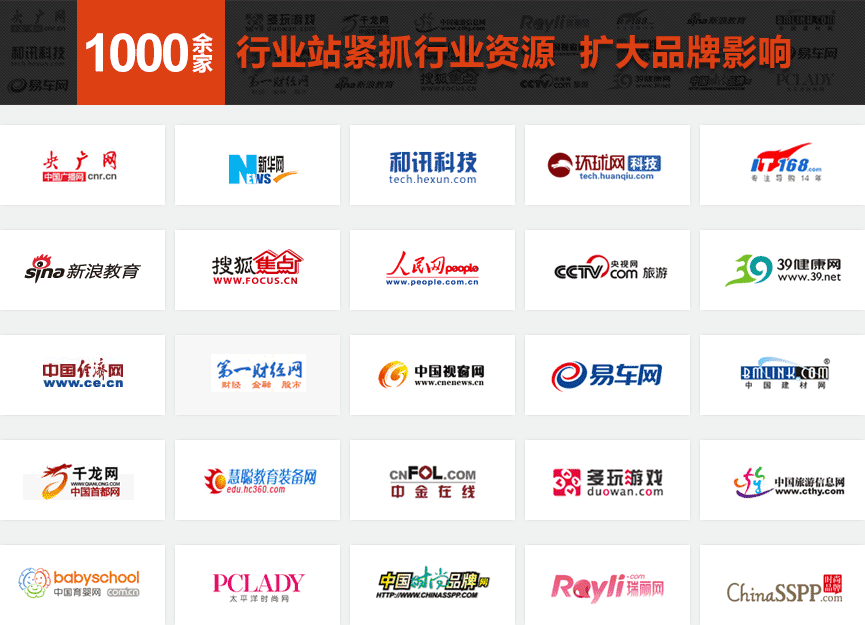 1000余家 行业站紧抓行业资源 扩大品牌影响
央广网
中国广播网 cnr.cn
新华网
NEWS
和讯科技
tech.hexun.com
环球网 科技
tech.huanqiu.com
IT168.com
专注导购14年
sina 新浪教育
搜狐焦点
WWW.FOCUS.CN
人民网 people
www.people.com.cn
CCTV 央视网
com 旅游
39健康网
www.39.net
中国经济网
www.ce.cn
第一财经网
财经 金融 股市
中国视窗网
www.cnenews.cn
易车网
BMLINK.COM®
中国建材网
千龙网
WWW.QIANLONG.COM
中国首都网
慧聪教育装备网
edu.hc360.com
CNFOL.COM
中金在线
多玩游戏
duowan.com
中国旅游信息网
www.cthy.com
babyschool
中国育婴网 com.cn
PCLADY
太平洋时尚网
中国时尚品牌网
HTTP://WWW.CHINASSPP.COM
Rayli.com
瑞丽网
ChinaSSPP.com
时尚品牌